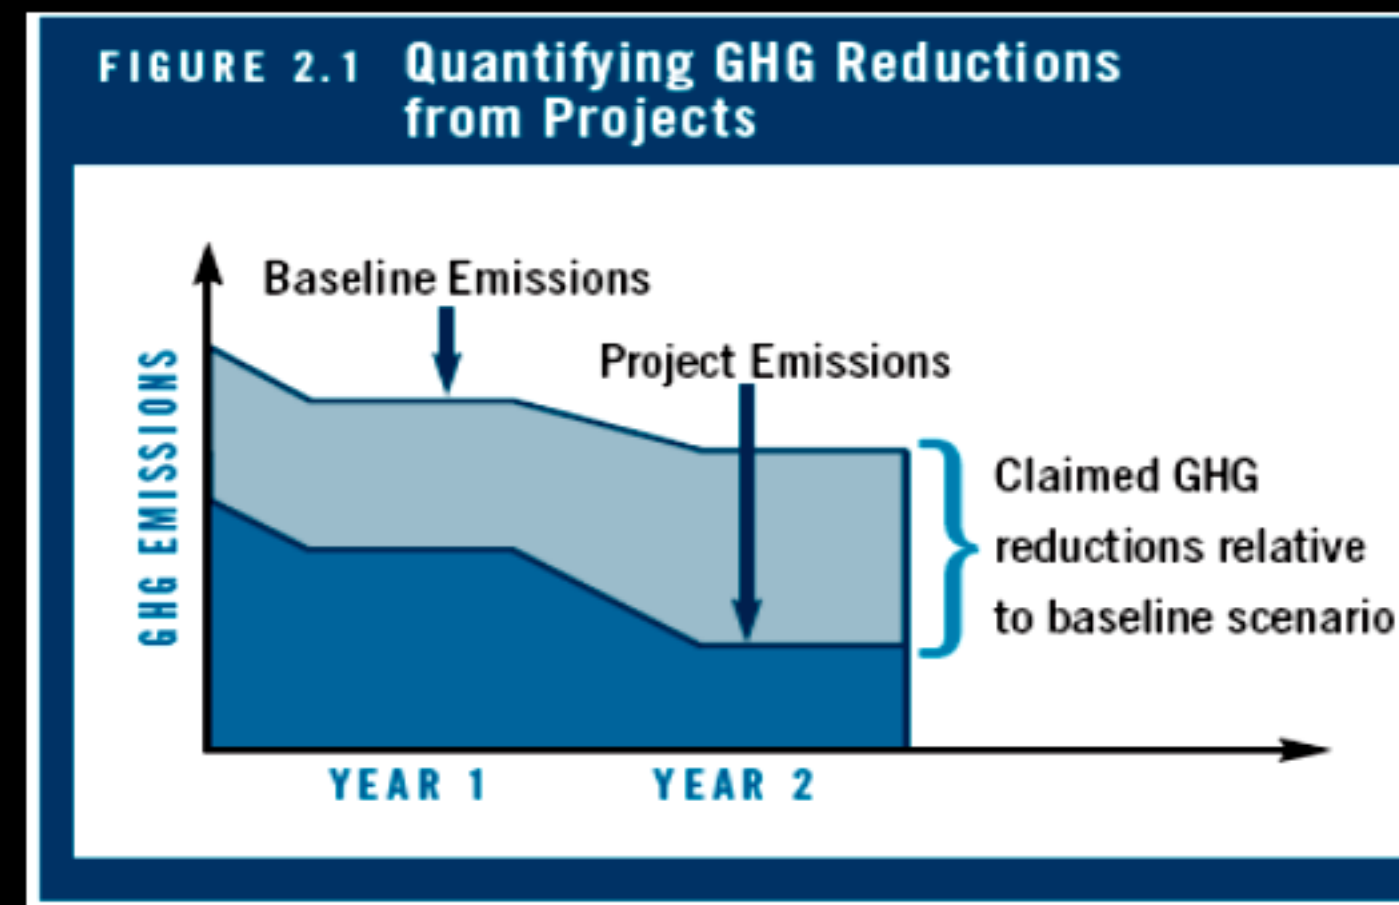 FIGURE 2.1 Quantifying GHG Reductions
from Projects
Baseline Emissions
Project Emissions
GHG EMISSIONS
Claimed GHG
reductions relative
to baseline scenario
YEAR 1 YEAR 2